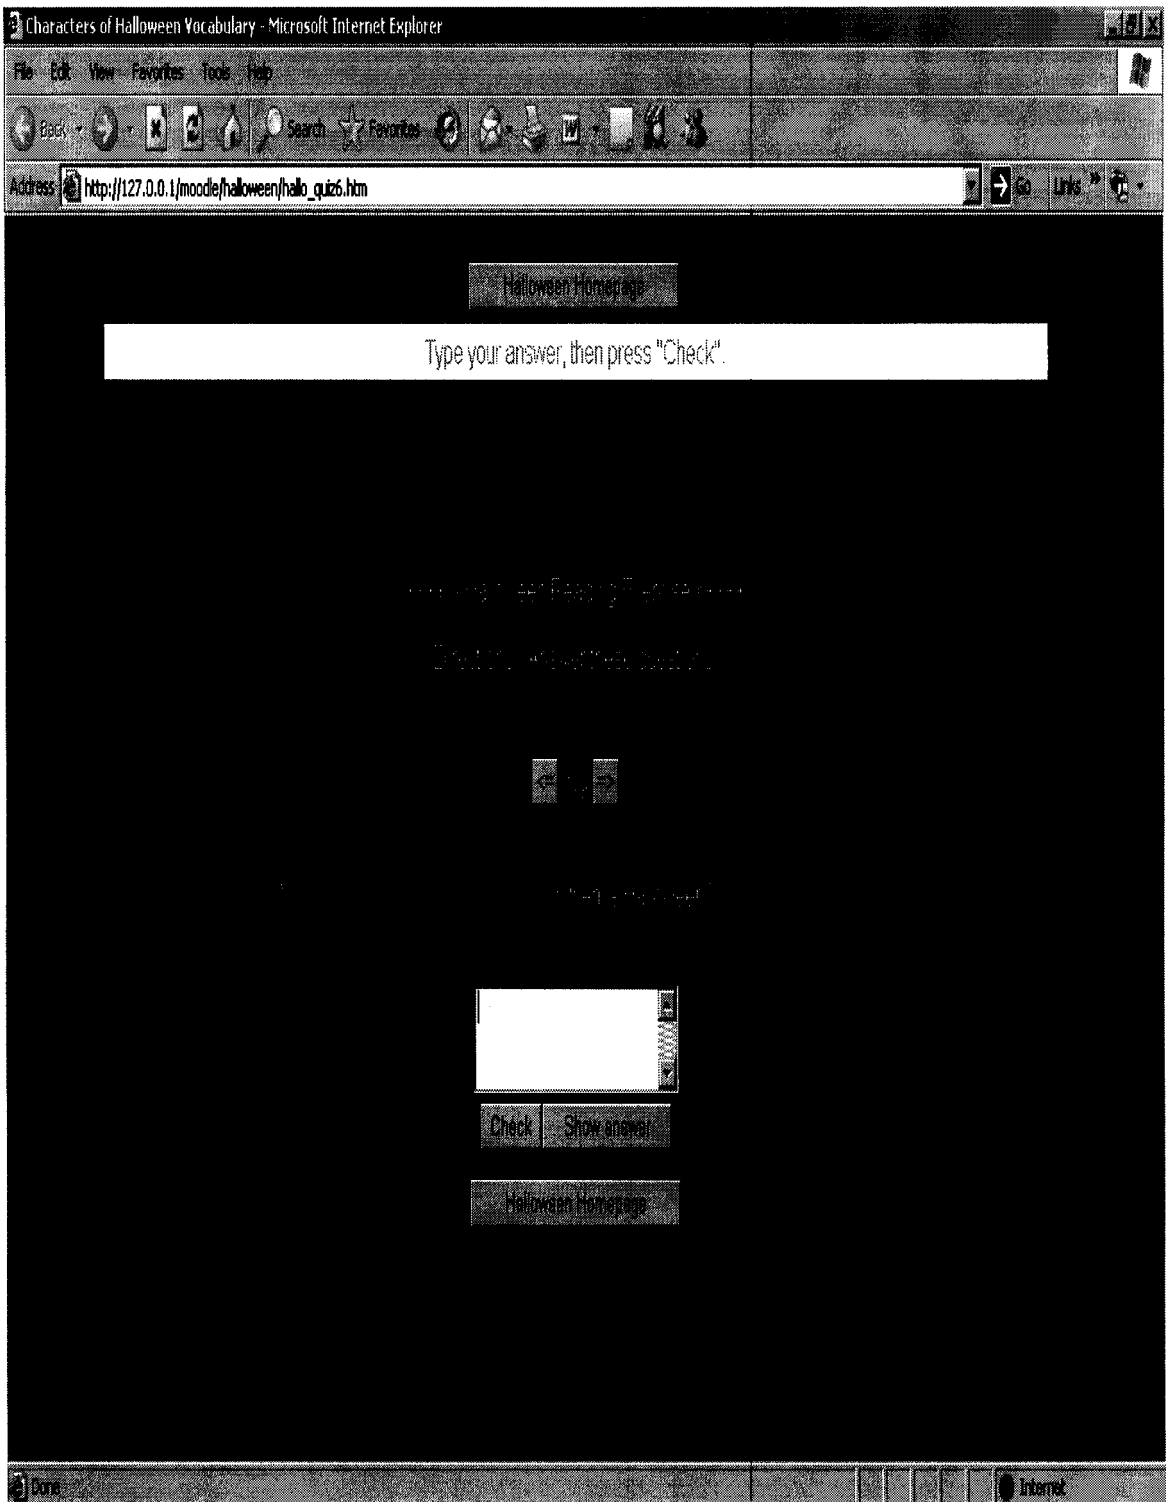 Characters of Halloween Vocabulary - Microsoft Internet Explorer
File Edit View Favorites Tools Help
Back Search Favorites W
Address http://127.0.0.1/moodle/halloween/hallo_quiz6.htm Go Links »
Halloween Homepage
Type your answer, then press "Check".
Reading
Check Show answer
Halloween Homepage
Done Internet